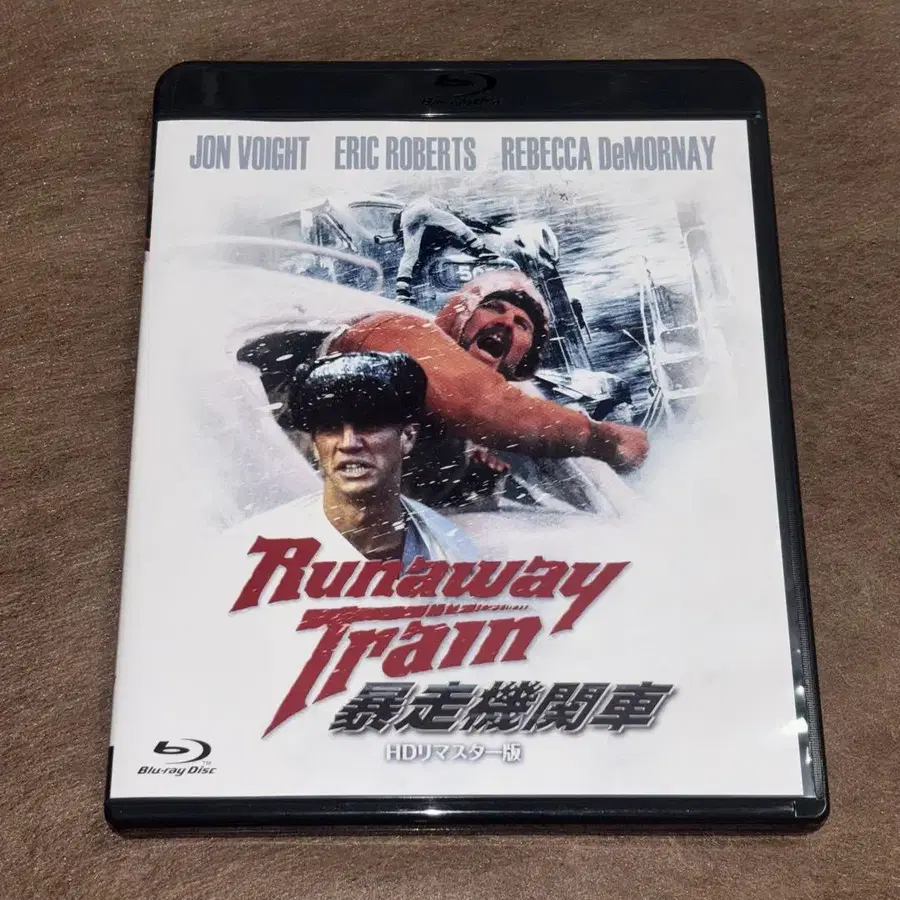 JON VOIGHT ERIC ROBERTS REBECCA DeMORNAY
Runaway
Train
暴走機関車
HDリマスター版
Blu-ray Disc™